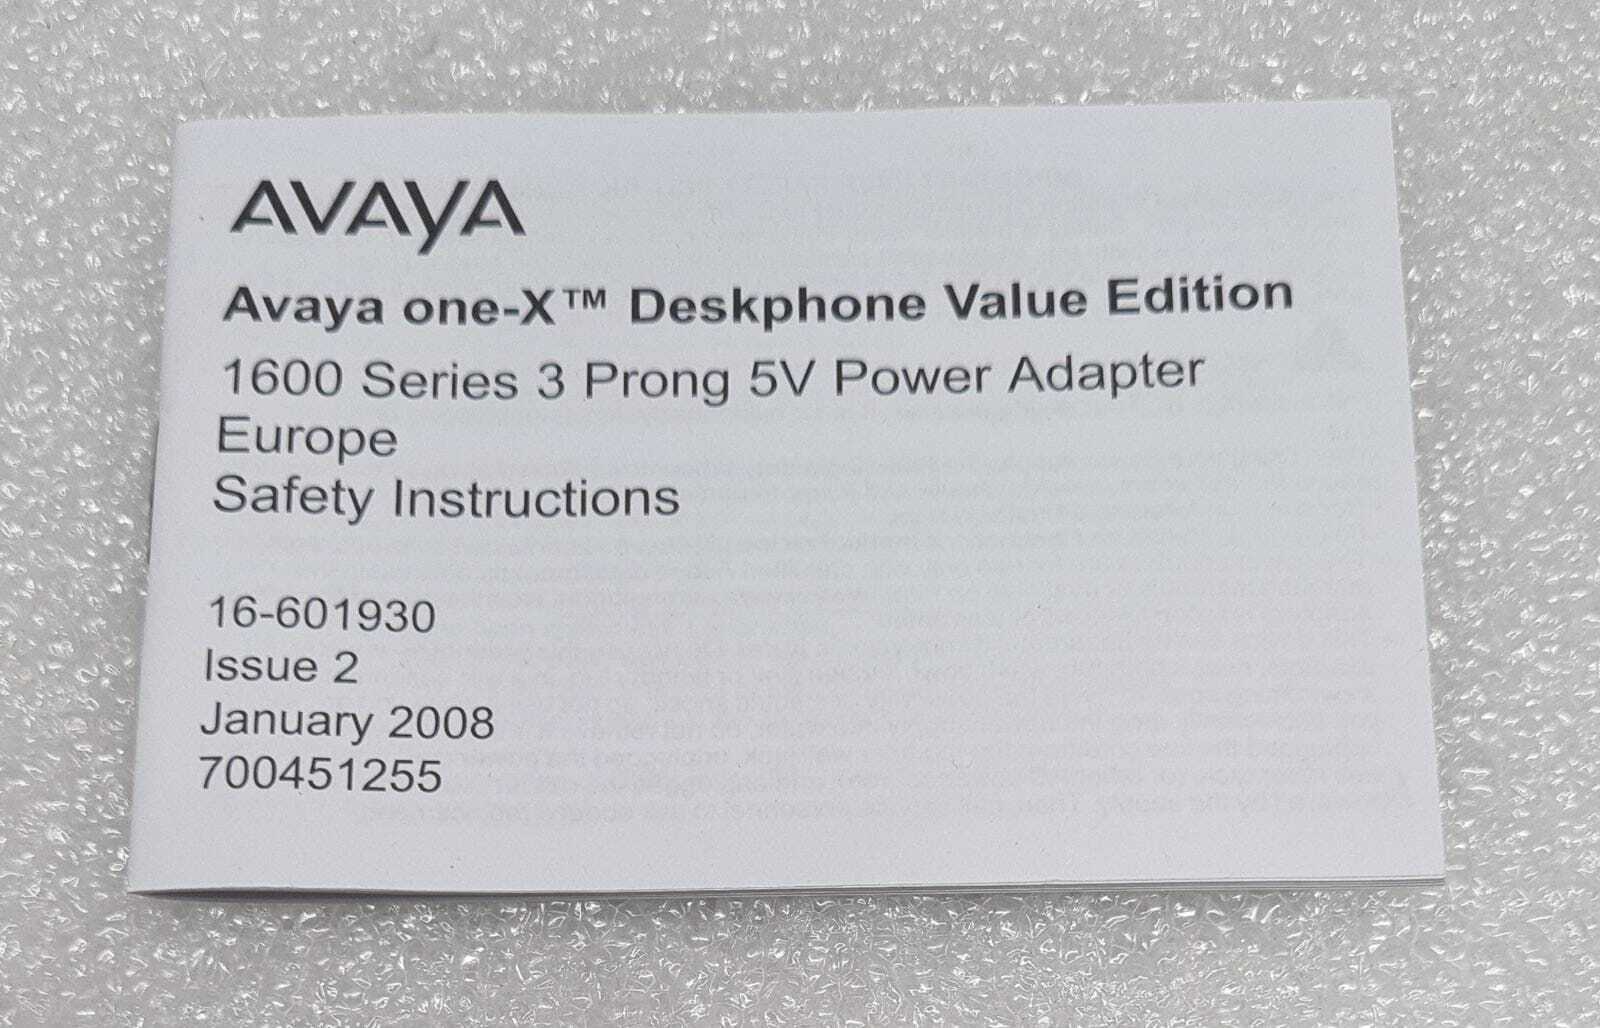 AVAYA
Avaya one-X™ Deskphone Value Edition
1600 Series 3 Prong 5V Power Adapter
Europe
Safety Instructions
16-601930
Issue 2
January 2008
700451255